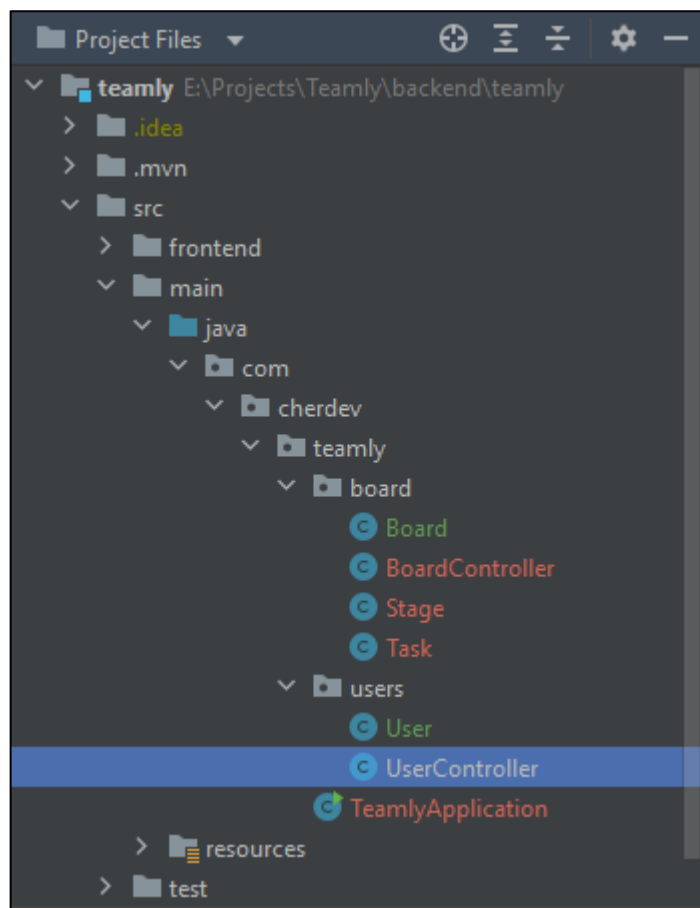 Project Files
teamly E:\Projects\Teamly\backend\teamly
.idea
.mvn
src
frontend
main
java
com
cherdev
teamly
board
C Board
C BoardController
C Stage
C Task
users
C User
C UserController
C TeamlyApplication
resources
test